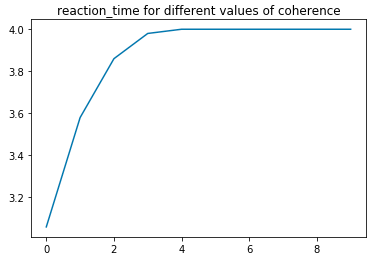 reaction_time for different values of coherence
4.0
3.8
3.6
3.4
3.2
0 2 4 6 8